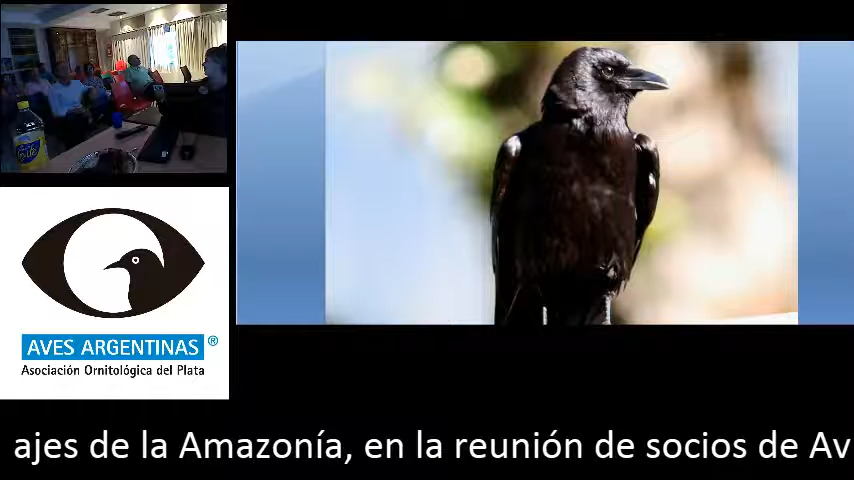 AVES ARGENTINAS®
Asociación Ornitológica del Plata
ajes de la Amazonía, en la reunión de socios de Av